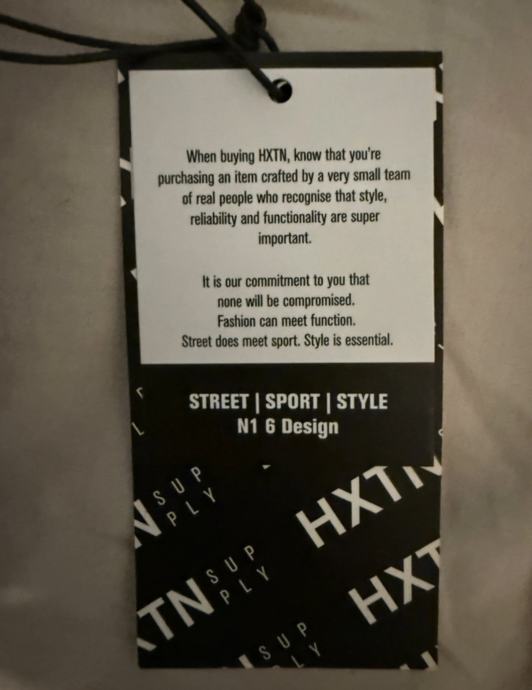 When buying HXTN, know that you're
purchasing an item crafted by a very small team
of real people who recognise that style,
reliability and functionality are super
important.
It is our commitment to you that
none will be compromised.
Fashion can meet function.
Street does meet sport. Style is essential.
STREET | SPORT | STYLE
N1 6 Design
SUP
PLY
HXTN
TN SUP
PLY
HXT
SUP
LY